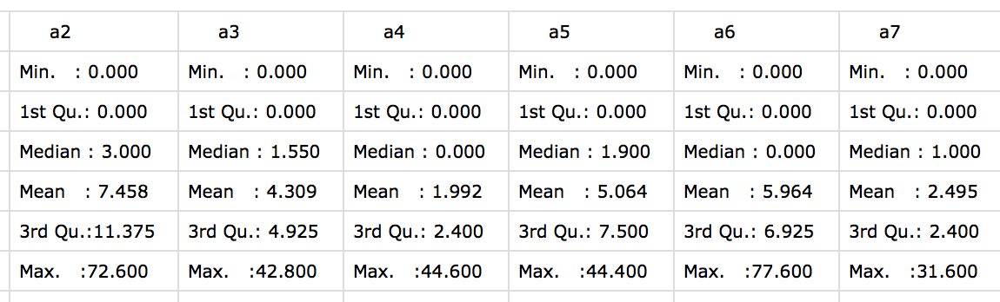 a2 a3 a4 a5 a6 a7
Min. : 0.000 Min. : 0.000 Min. : 0.000 Min. : 0.000 Min. : 0.000 Min. : 0.000
1st Qu.: 0.000 1st Qu.: 0.000 1st Qu.: 0.000 1st Qu.: 0.000 1st Qu.: 0.000 1st Qu.: 0.000
Median : 3.000 Median : 1.550 Median : 0.000 Median : 1.900 Median : 0.000 Median : 1.000
Mean : 7.458 Mean : 4.309 Mean : 1.992 Mean : 5.064 Mean : 5.964 Mean : 2.495
3rd Qu.:11.375 3rd Qu.: 4.925 3rd Qu.: 2.400 3rd Qu.: 7.500 3rd Qu.: 6.925 3rd Qu.: 2.400
Max. :72.600 Max. :42.800 Max. :44.600 Max. :44.400 Max. :77.600 Max. :31.600